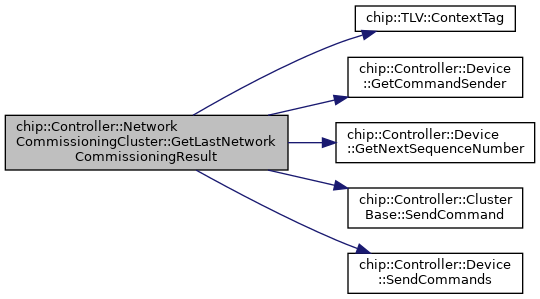 chip::Controller::Network
CommissioningCluster::GetLastNetwork
CommissioningResult
chip::TLV::ContextTag
chip::Controller::Device
::GetCommandSender
chip::Controller::Device
::GetNextSequenceNumber
chip::Controller::Cluster
Base::SendCommand
chip::Controller::Device
::SendCommands